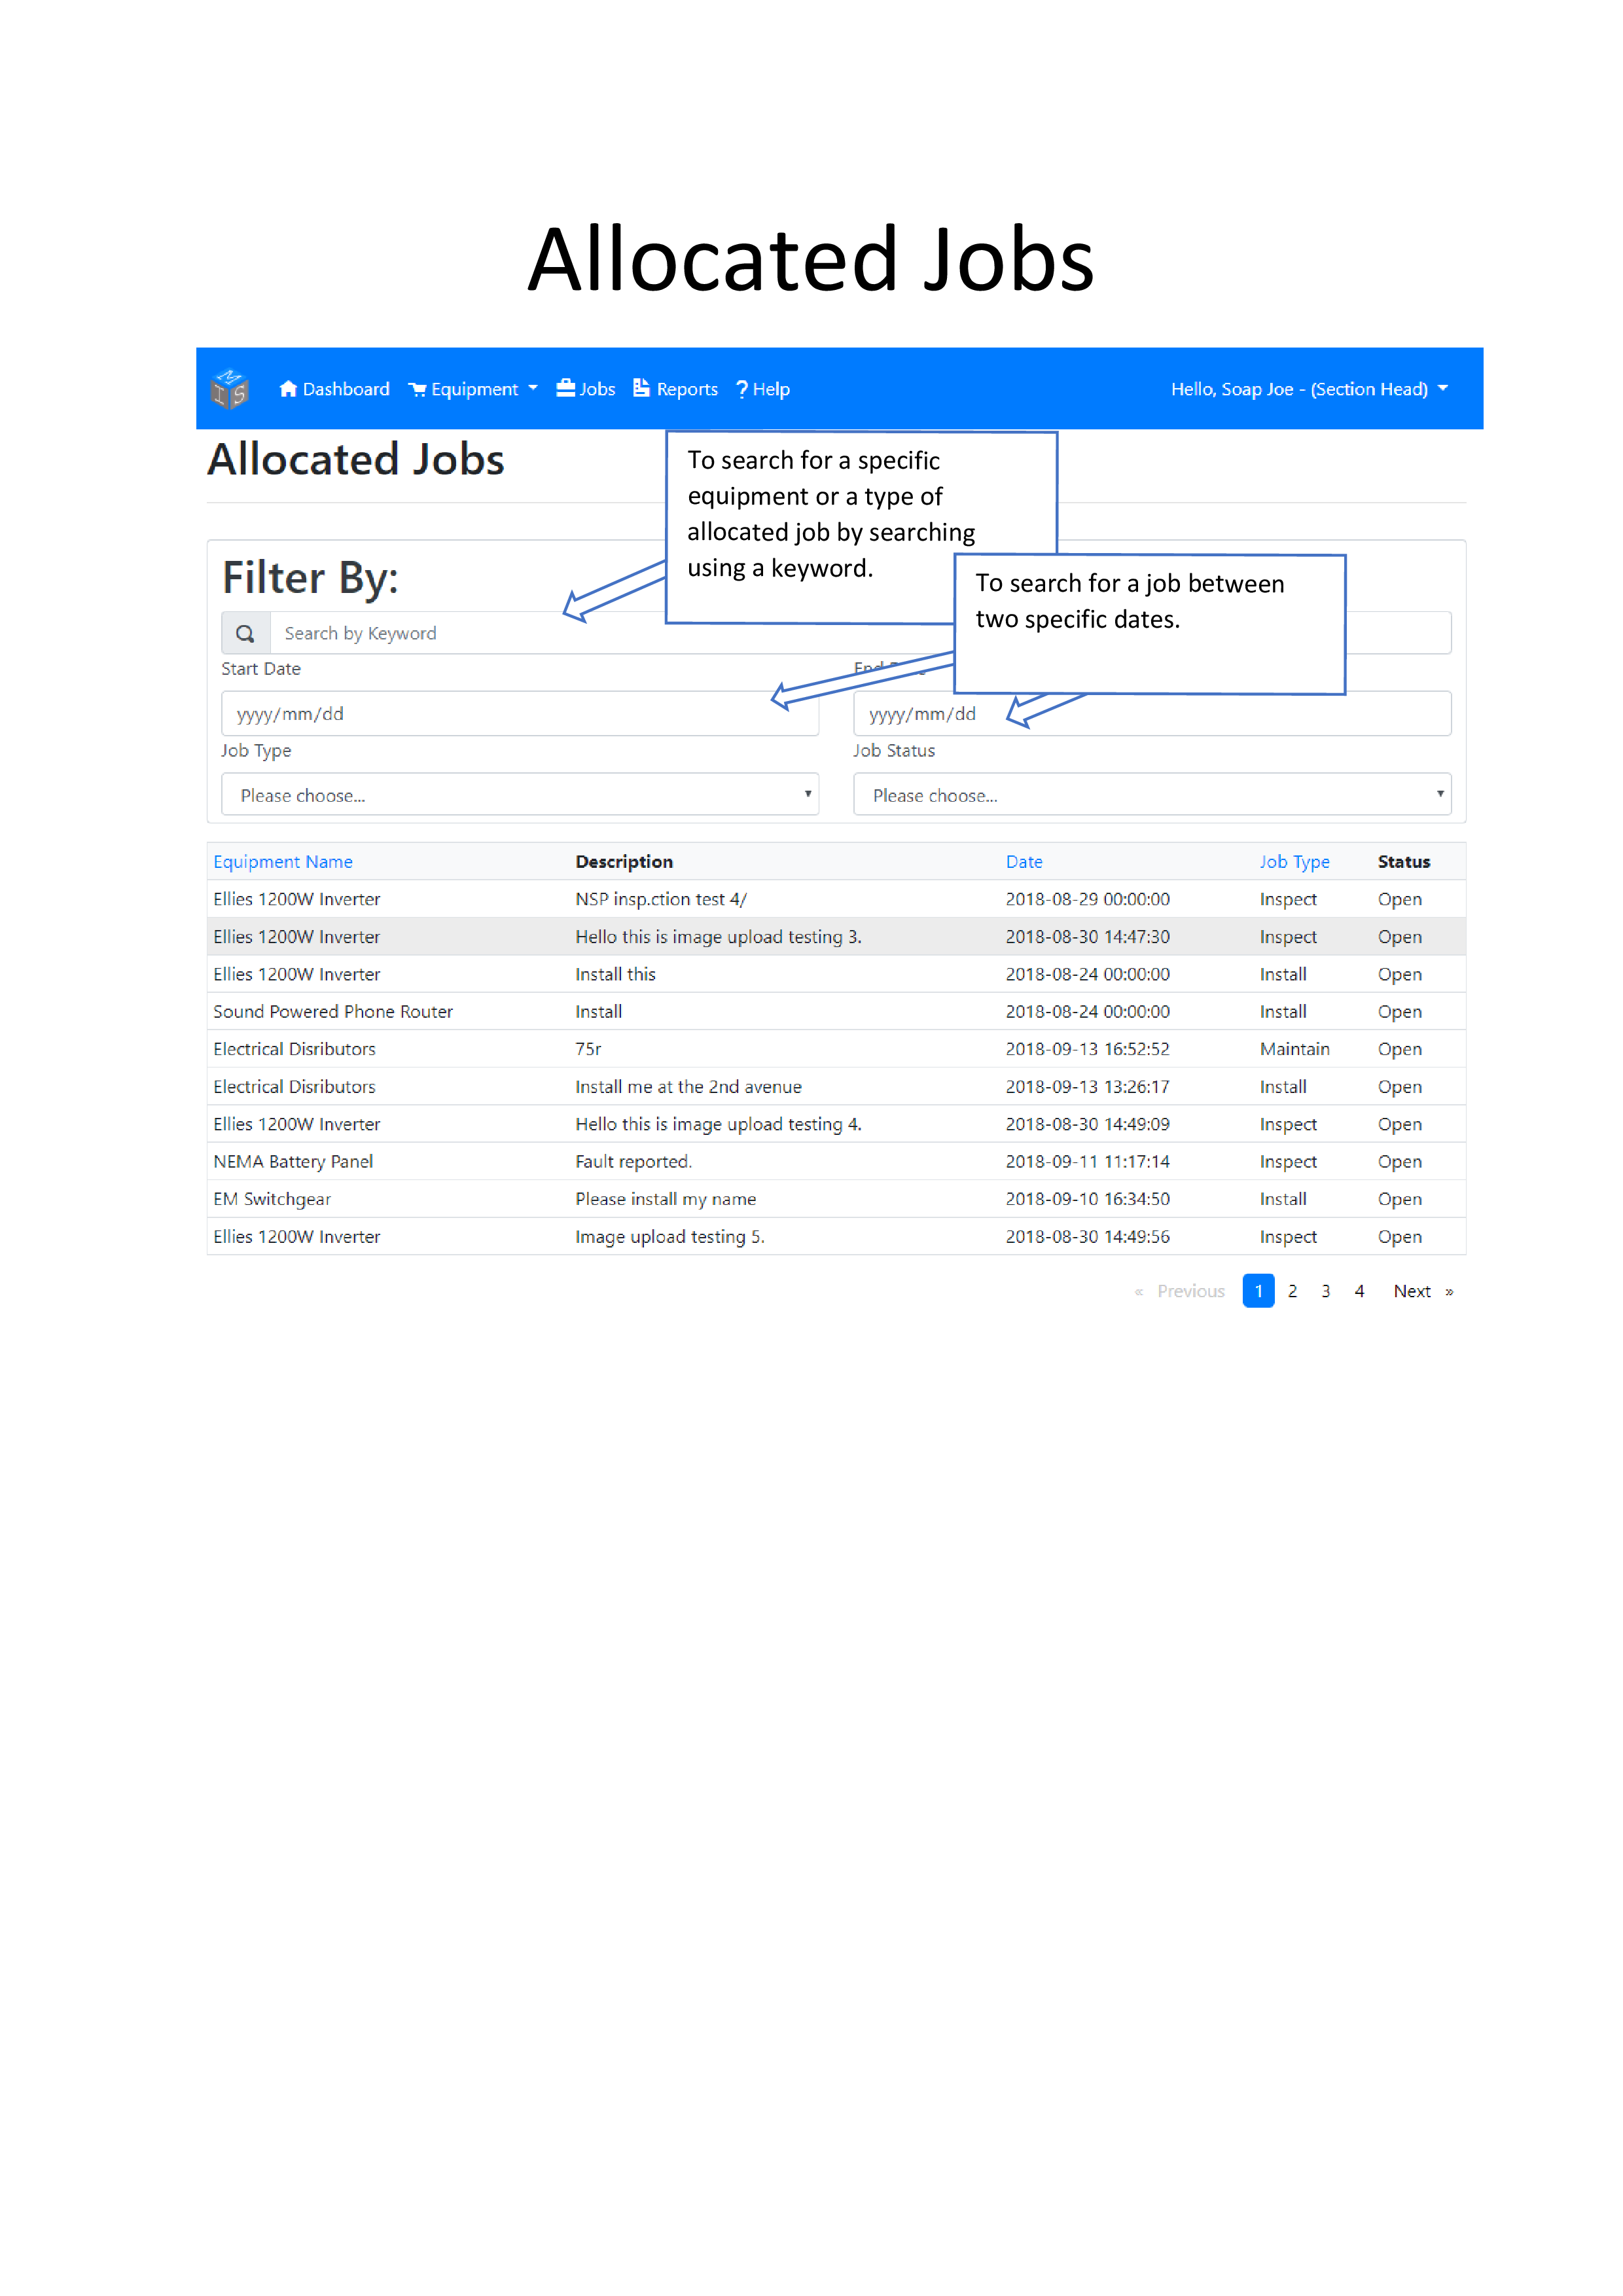 Allocated Jobs
MIS Dashboard Equipment Jobs Reports ? Help Hello, Soap Joe - (Section Head)
Allocated Jobs
To search for a specific
equipment or a type of
allocated job by searching
using a keyword.
To search for a job between
two specific dates.
Filter By:
Search by Keyword
Start Date End
yyyy/mm/dd yyyy/mm/dd
Job Type Job Status
Please choose... Please choose...
Equipment Name Description Date Job Type Status
Ellies 1200W Inverter NSP insp.ction test 4/ 2018-08-29 00:00:00 Inspect Open
Ellies 1200W Inverter Hello this is image upload testing 3. 2018-08-30 14:47:30 Inspect Open
Ellies 1200W Inverter Install this 2018-08-24 00:00:00 Install Open
Sound Powered Phone Router Install 2018-08-24 00:00:00 Install Open
Electrical Disributors 75r 2018-09-13 16:52:52 Maintain Open
Electrical Disributors Install me at the 2nd avenue 2018-09-13 13:26:17 Install Open
Ellies 1200W Inverter Hello this is image upload testing 4. 2018-08-30 14:49:09 Inspect Open
NEMA Battery Panel Fault reported. 2018-09-11 11:17:14 Inspect Open
EM Switchgear Please install my name 2018-09-10 16:34:50 Install Open
Ellies 1200W Inverter Image upload testing 5. 2018-08-30 14:49:56 Inspect Open
« Previous 1 2 3 4 Next »